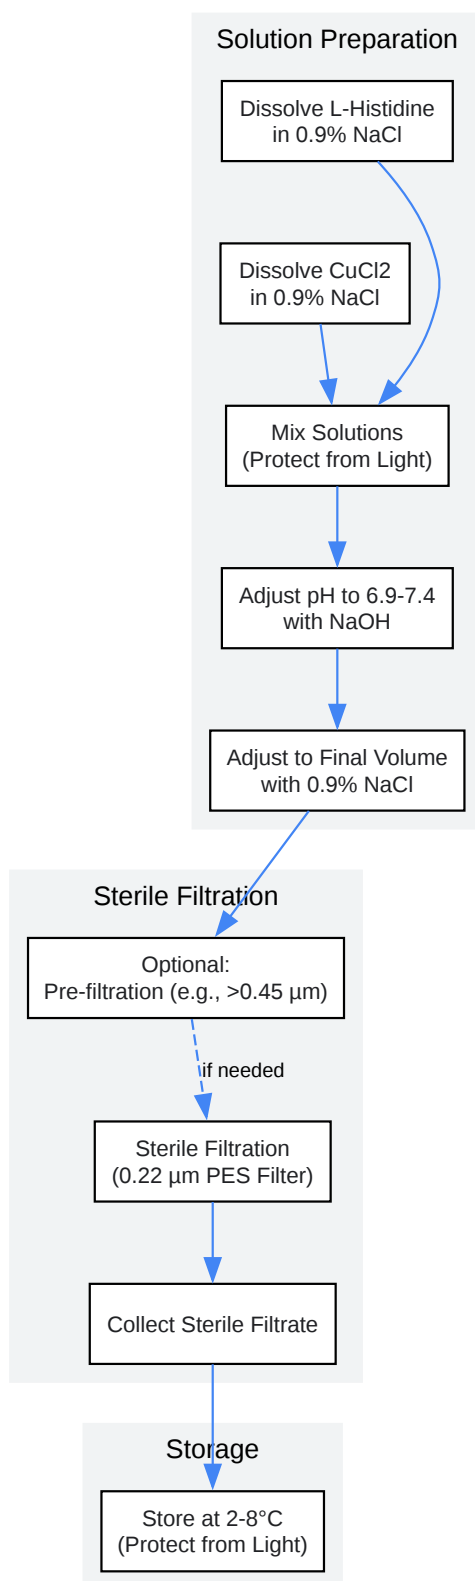 Solution Preparation
Dissolve L-Histidine
in 0.9% NaCl
Dissolve CuCl2
in 0.9% NaCl
Mix Solutions
(Protect from Light)
Adjust pH to 6.9-7.4
with NaOH
Adjust to Final Volume
with 0.9% NaCl
Sterile Filtration
Optional:
Pre-filtration (e.g., >0.45 µm)
if needed
Sterile Filtration
(0.22 µm PES Filter)
Collect Sterile Filtrate
Storage
Store at 2-8°C
(Protect from Light)